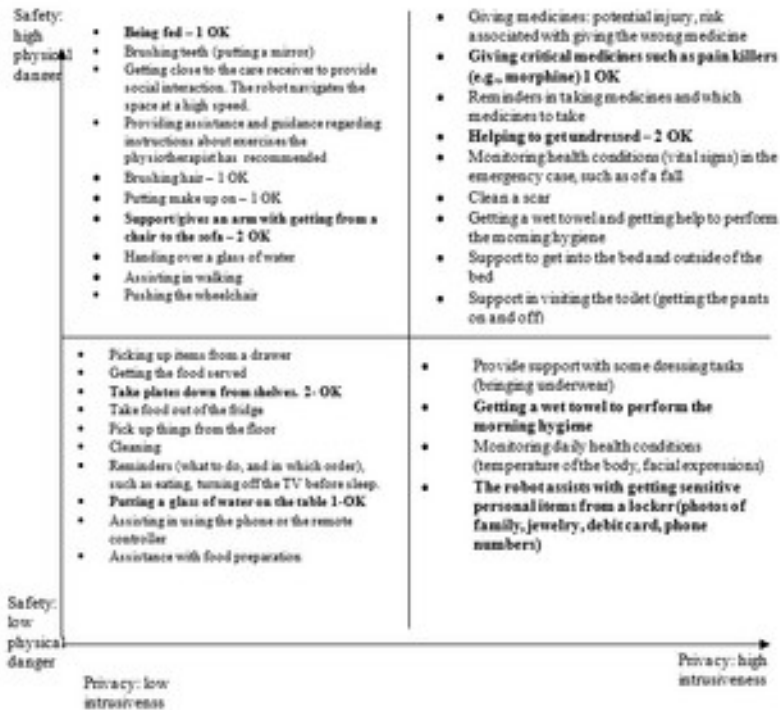 Safety:
high
physical
danger
• Being fed – 1 OK
• Brushing teeth (putting a mirror)
• Getting close to the care receiver to provide
social interaction. The robot navigates the
space at a high speed.
• Providing assistance and guidance regarding
instructions about exercises the
physiotherapist has recommended
• Brushing hair – 1 OK
• Putting make up on – 1 OK
• Support/gives an arm with getting from a
chair to the sofa – 2 OK
• Handing over a glass of water
• Assisting in walking
• Pushing the wheelchair
• Giving medicines: potential injury, risk
associated with giving the wrong medicine
• Giving critical medicines such as pain killers
(e.g., morphine) 1 OK
• Reminders in taking medicines and which
medicines to take
• Helping to get undressed – 2 OK
• Monitoring health conditions (vital signs) in the
emergency case, such as of a fall
• Clean a scar
• Getting a wet towel and getting help to perform
the morning hygiene
• Support to get into the bed and outside of the
bed
• Support in visiting the toilet (getting the pants
on and off)
• Picking up items from a drawer
• Getting the food served
• Take plates down from shelves. 2- OK
• Take food out of the fridge
• Pick up things from the floor
• Cleaning
• Reminders (what to do, and in which order),
such as eating, turning off the TV before sleep.
• Putting a glass of water on the table 1-OK
• Assisting in using the phone or the remote
controller
• Assistance with food preparation
• Provide support with some dressing tasks
(bringing underwear)
• Getting a wet towel to perform the
morning hygiene
• Monitoring daily health conditions
(temperature of the body, facial expressions)
• The robot assists with getting sensitive
personal items from a locker (photos of
family, jewelry, debit card, phone
numbers)
Safety:
low
physical
danger
Privacy: low
intrusivenss
Privacy: high
intrusiveness